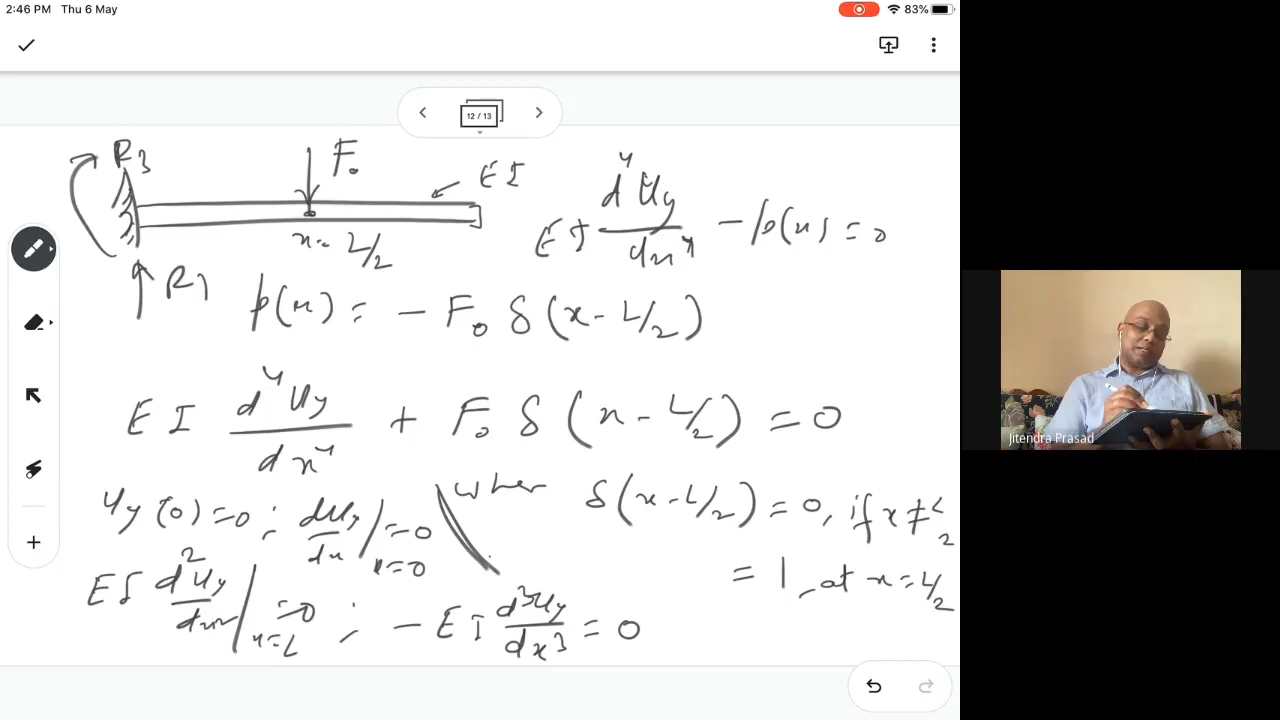 2:46 PM Thu 6 May
83%
12 / 13
R3
F₀
EI
x = L/2
R1
EI d⁴uy/dx⁴ - p(x) = 0
p(x) = - F₀ δ(x - L/2)
EI d⁴uy/dx⁴ + F₀ δ(x - L/2) = 0
uy(0) = 0 ; duy/dx |x=0 = 0
wher δ(x - L/2) = 0, if x ≠ L/2
= 1, at x = L/2
EI d²uy/dx² |x=L = 0 ; - EI d³uy/dx³ = 0
Jitendra Prasad